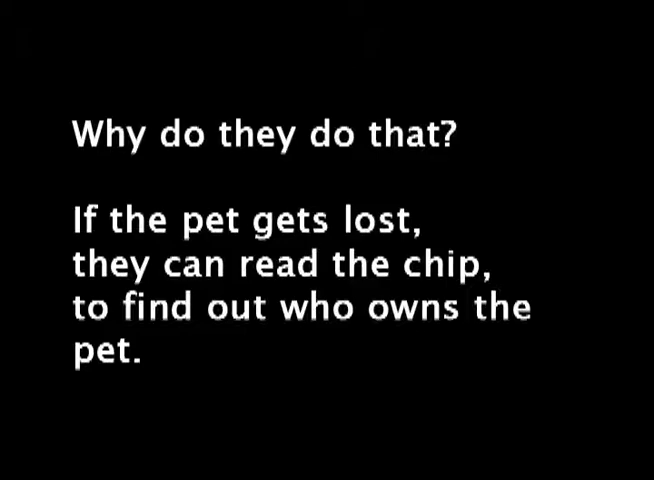 Why do they do that?
If the pet gets lost,
they can read the chip,
to find out who owns the
pet.